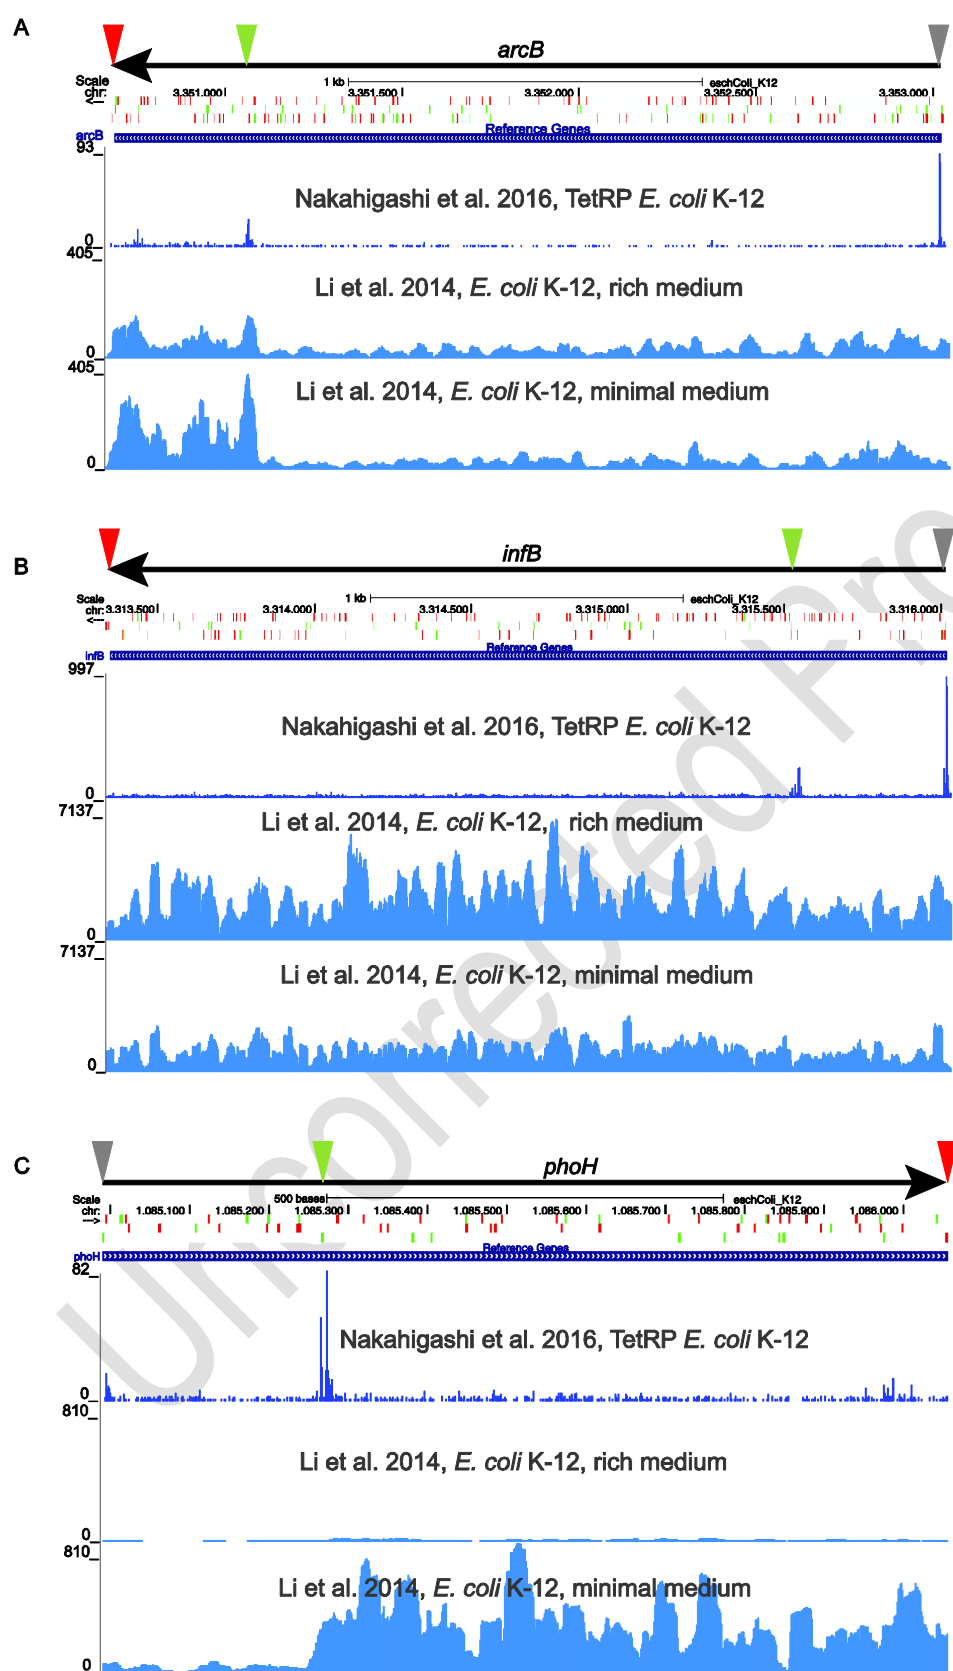 A
arcB
Scale
1 kb
eschColi_K12
chr:
3.351.000
3.351.500
3.352.000
3.352.500
3.353.000
<---
Reference Genes
arcB
93
Nakahigashi et al. 2016, TetRP E. coli K-12
0
405
Li et al. 2014, E. coli K-12, rich medium
0
405
Li et al. 2014, E. coli K-12, minimal medium
0
B
infB
Scale
1 kb
eschColi_K12
chr:
3.313.500
3.314.000
3.314.500
3.315.000
3.315.500
3.316.000
<---
Reference Genes
infB
997
Nakahigashi et al. 2016, TetRP E. coli K-12
0
7137
Li et al. 2014, E. coli K-12, rich medium
0
7137
Li et al. 2014, E. coli K-12, minimal medium
0
C
phoH
Scale
500 bases
eschColi_K12
chr:
1.085.100
1.085.200
1.085.300
1.085.400
1.085.500
1.085.600
1.085.700
1.085.800
1.085.900
1.086.000
--->
Reference Genes
phoH
82
Nakahigashi et al. 2016, TetRP E. coli K-12
0
810
Li et al. 2014, E. coli K-12, rich medium
0
810
Li et al. 2014, E. coli K-12, minimal medium
0
Uncorrected Pro